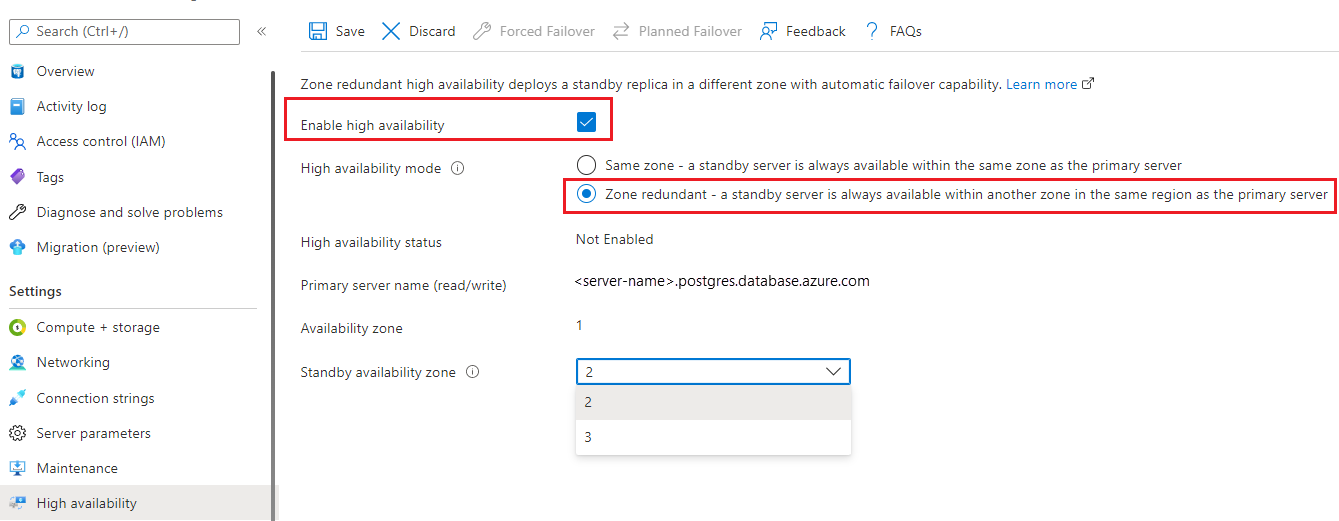 Search (Ctrl+/)
«
Save
Discard
Forced Failover
Planned Failover
Feedback
FAQs
Overview
Activity log
Access control (IAM)
Tags
Diagnose and solve problems
Migration (preview)
Settings
Compute + storage
Networking
Connection strings
Server parameters
Maintenance
High availability
Zone redundant high availability deploys a standby replica in a different zone with automatic failover capability. Learn more
Enable high availability
High availability mode
Same zone - a standby server is always available within the same zone as the primary server
Zone redundant - a standby server is always available within another zone in the same region as the primary server
High availability status
Not Enabled
Primary server name (read/write)
<server-name>.postgres.database.azure.com
Availability zone
1
Standby availability zone
2
2
3